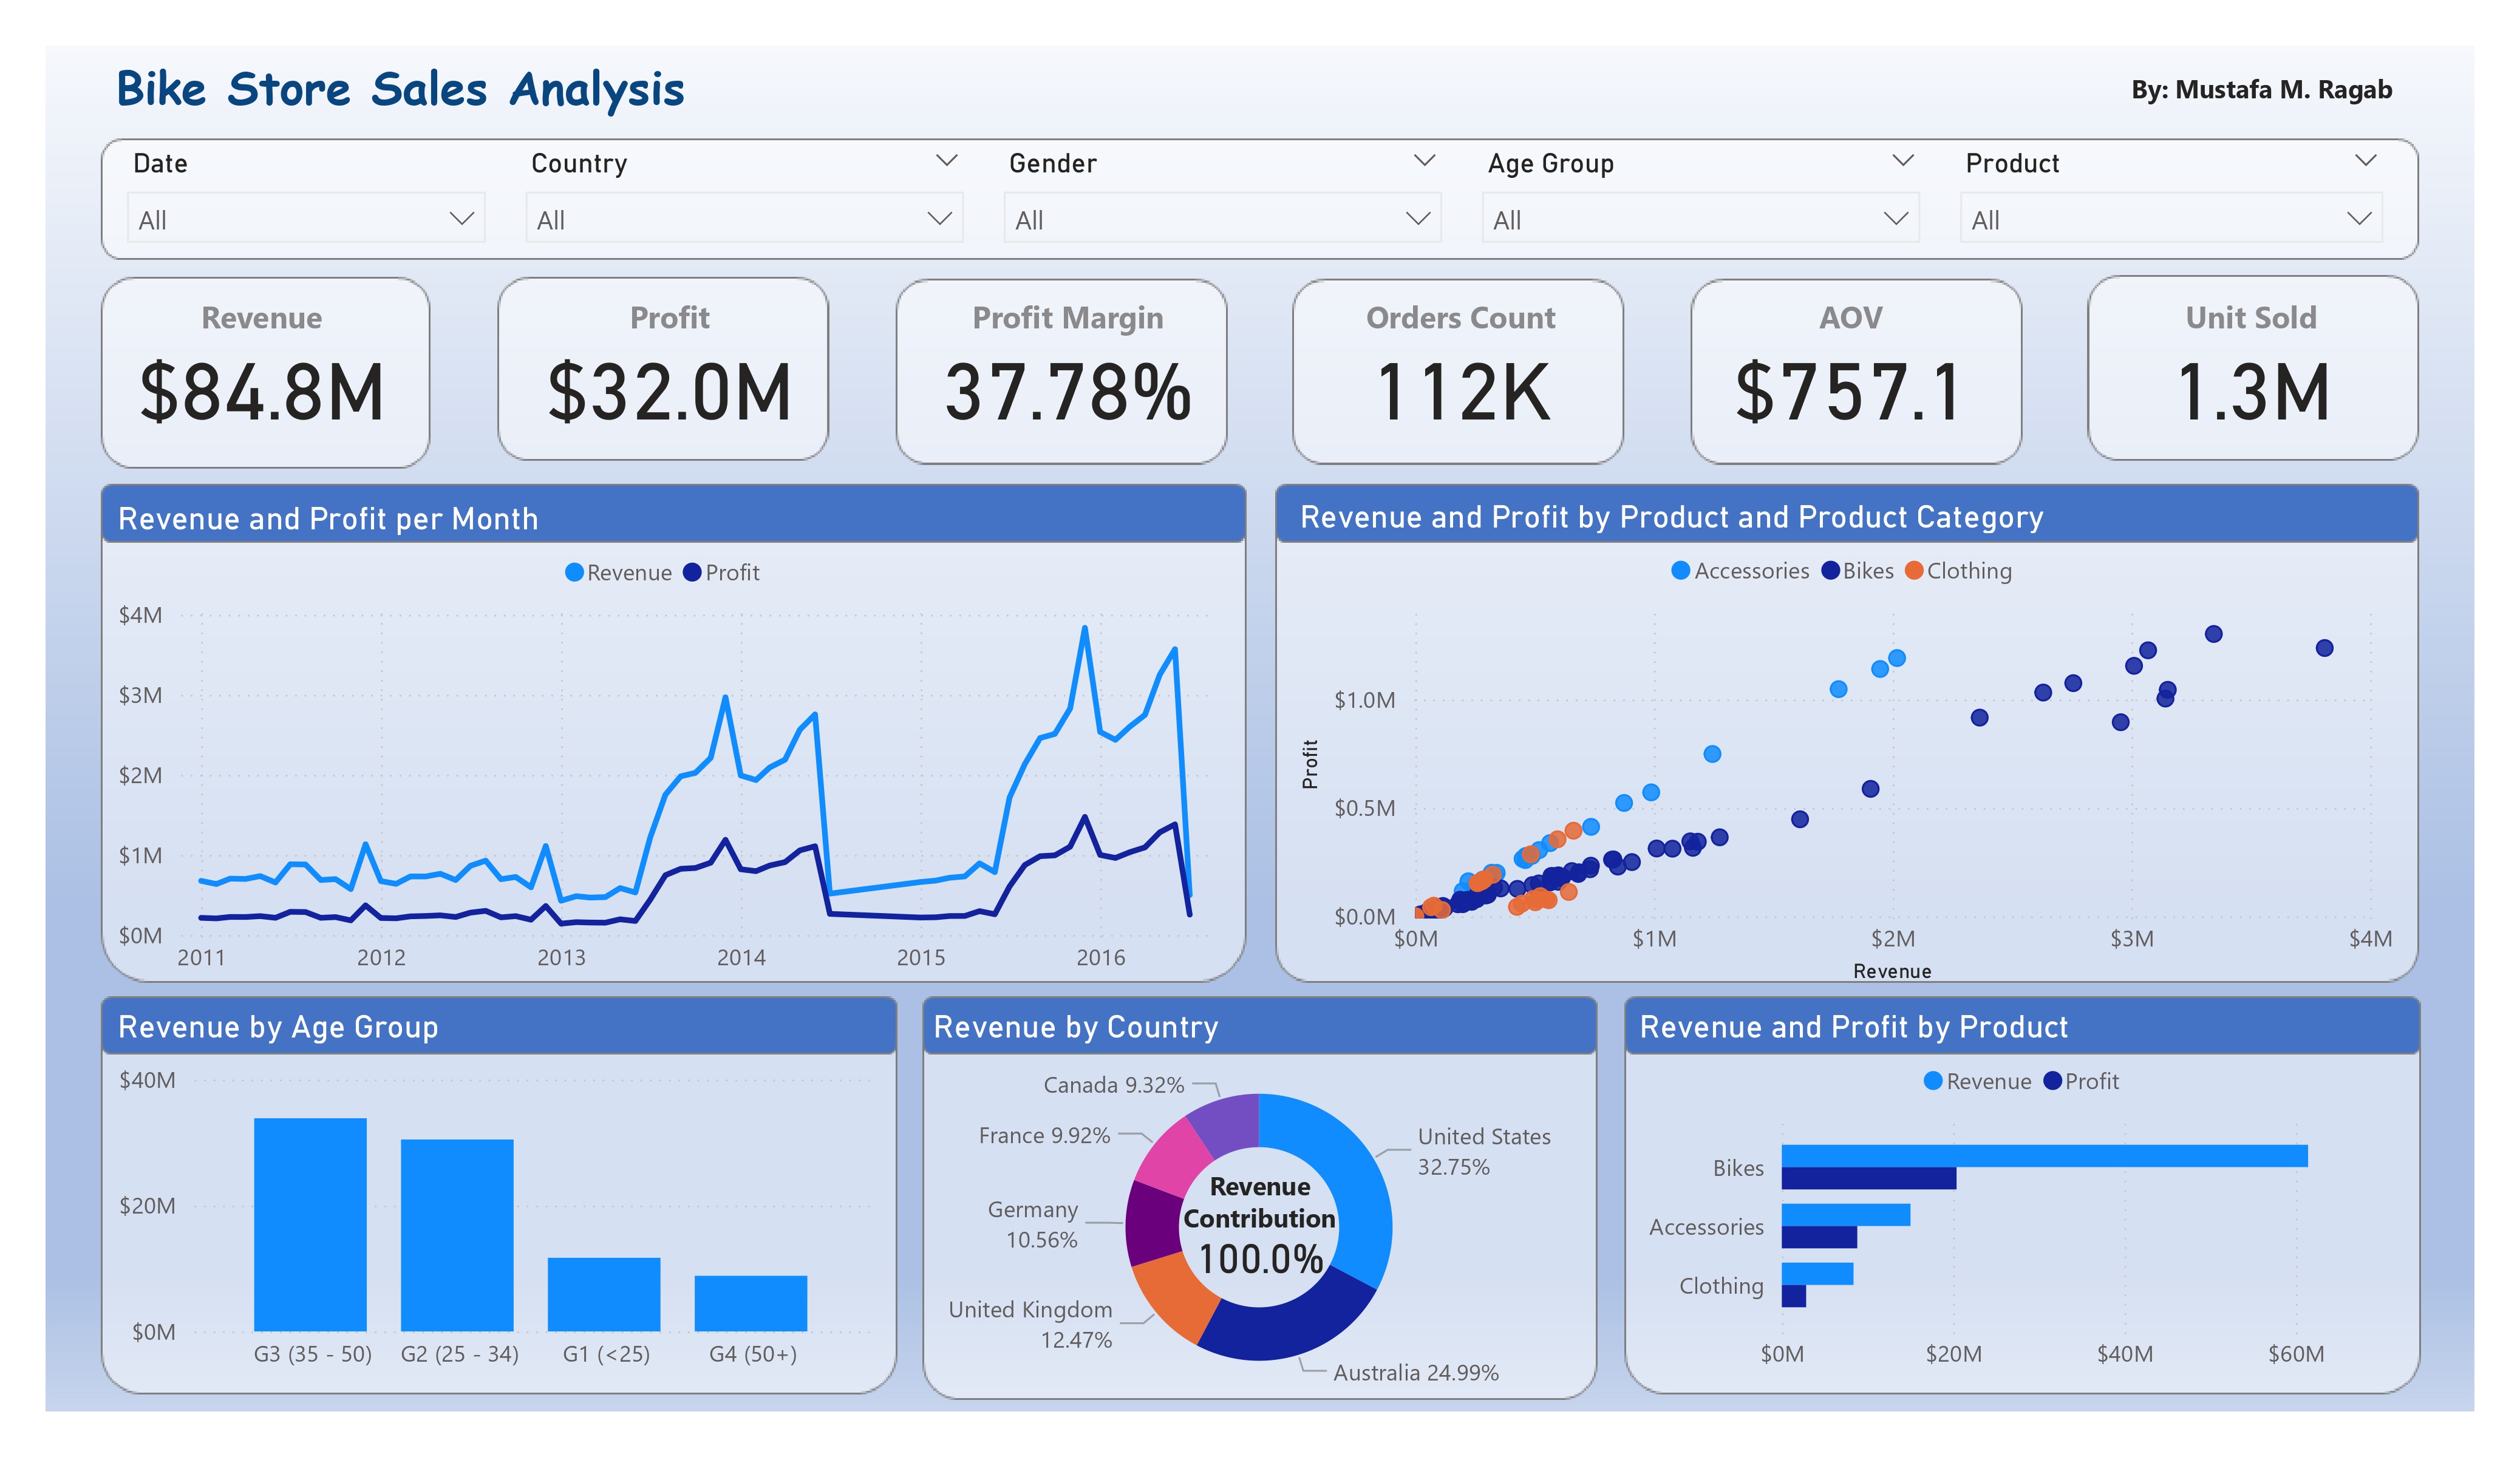 Bike Store Sales Analysis
By: Mustafa M. Ragab
Date
Country
Gender
Age Group
Product
All
All
All
All
All
Revenue
$84.8M
Profit
$32.0M
Profit Margin
37.78%
Orders Count
112K
AOV
$757.1
Unit Sold
1.3M
Revenue and Profit per Month
Revenue
Profit
$4M
$3M
$2M
$1M
$0M
2011
2012
2013
2014
2015
2016
Revenue and Profit by Product and Product Category
Accessories
Bikes
Clothing
Profit
$1.0M
$0.5M
$0.0M
$0M
$1M
$2M
$3M
$4M
Revenue
Revenue by Age Group
$40M
$20M
$0M
G3 (35 - 50)
G2 (25 - 34)
G1 (<25)
G4 (50+)
Revenue by Country
Canada 9.32%
France 9.92%
Germany
10.56%
United Kingdom
12.47%
Australia 24.99%
United States
32.75%
Revenue
Contribution
100.0%
Revenue and Profit by Product
Revenue
Profit
Bikes
Accessories
Clothing
$0M
$20M
$40M
$60M